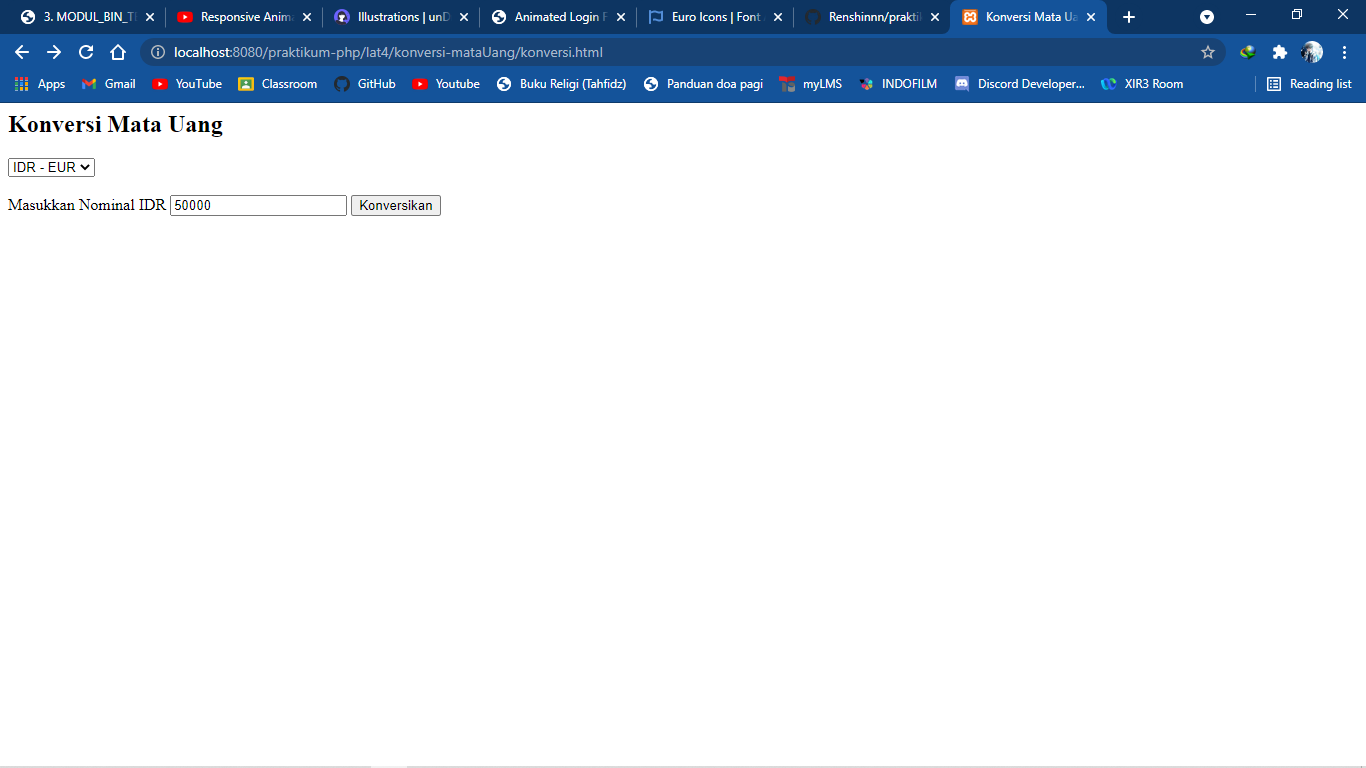 3. MODUL_BIN_T Responsive Anima Illustrations | unD Animated Login F Euro Icons | Font Renshinnn/prakti Konversi Mata Ua
localhost:8080/praktikum-php/lat4/konversi-mataUang/konversi.html
Apps Gmail YouTube Classroom GitHub Youtube Buku Religi (Tahfidz) Panduan doa pagi myLMS INDOFILM Discord Developer... XIR3 Room Reading list
Konversi Mata Uang
IDR - EUR
Masukkan Nominal IDR 50000 Konversikan